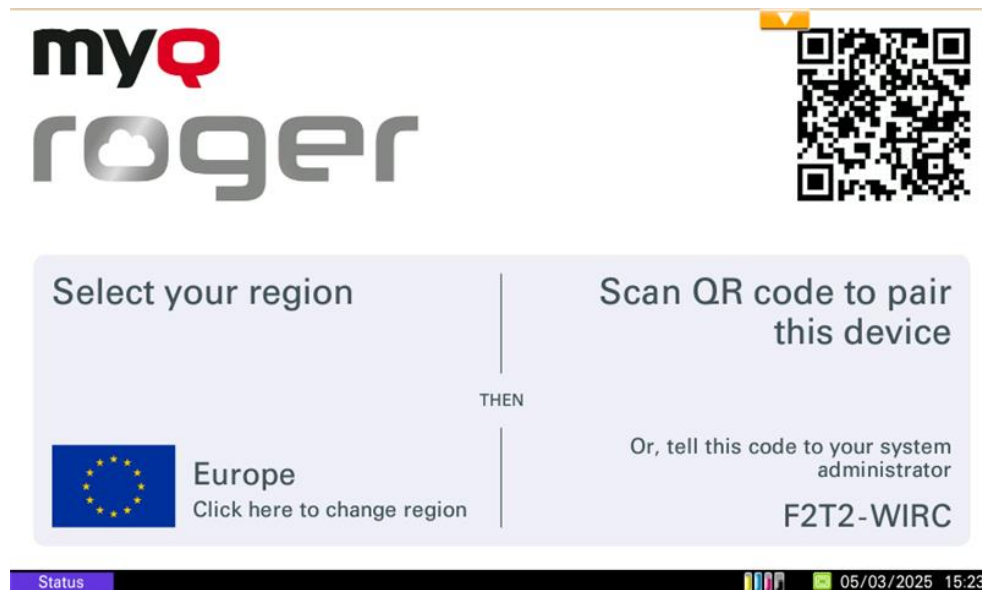 myQ
roger
Select your region
Scan QR code to pair
this device
THEN
Europe
Click here to change region
Or, tell this code to your system
administrator
F2T2-WIRC
Status
05/03/2025 15:23